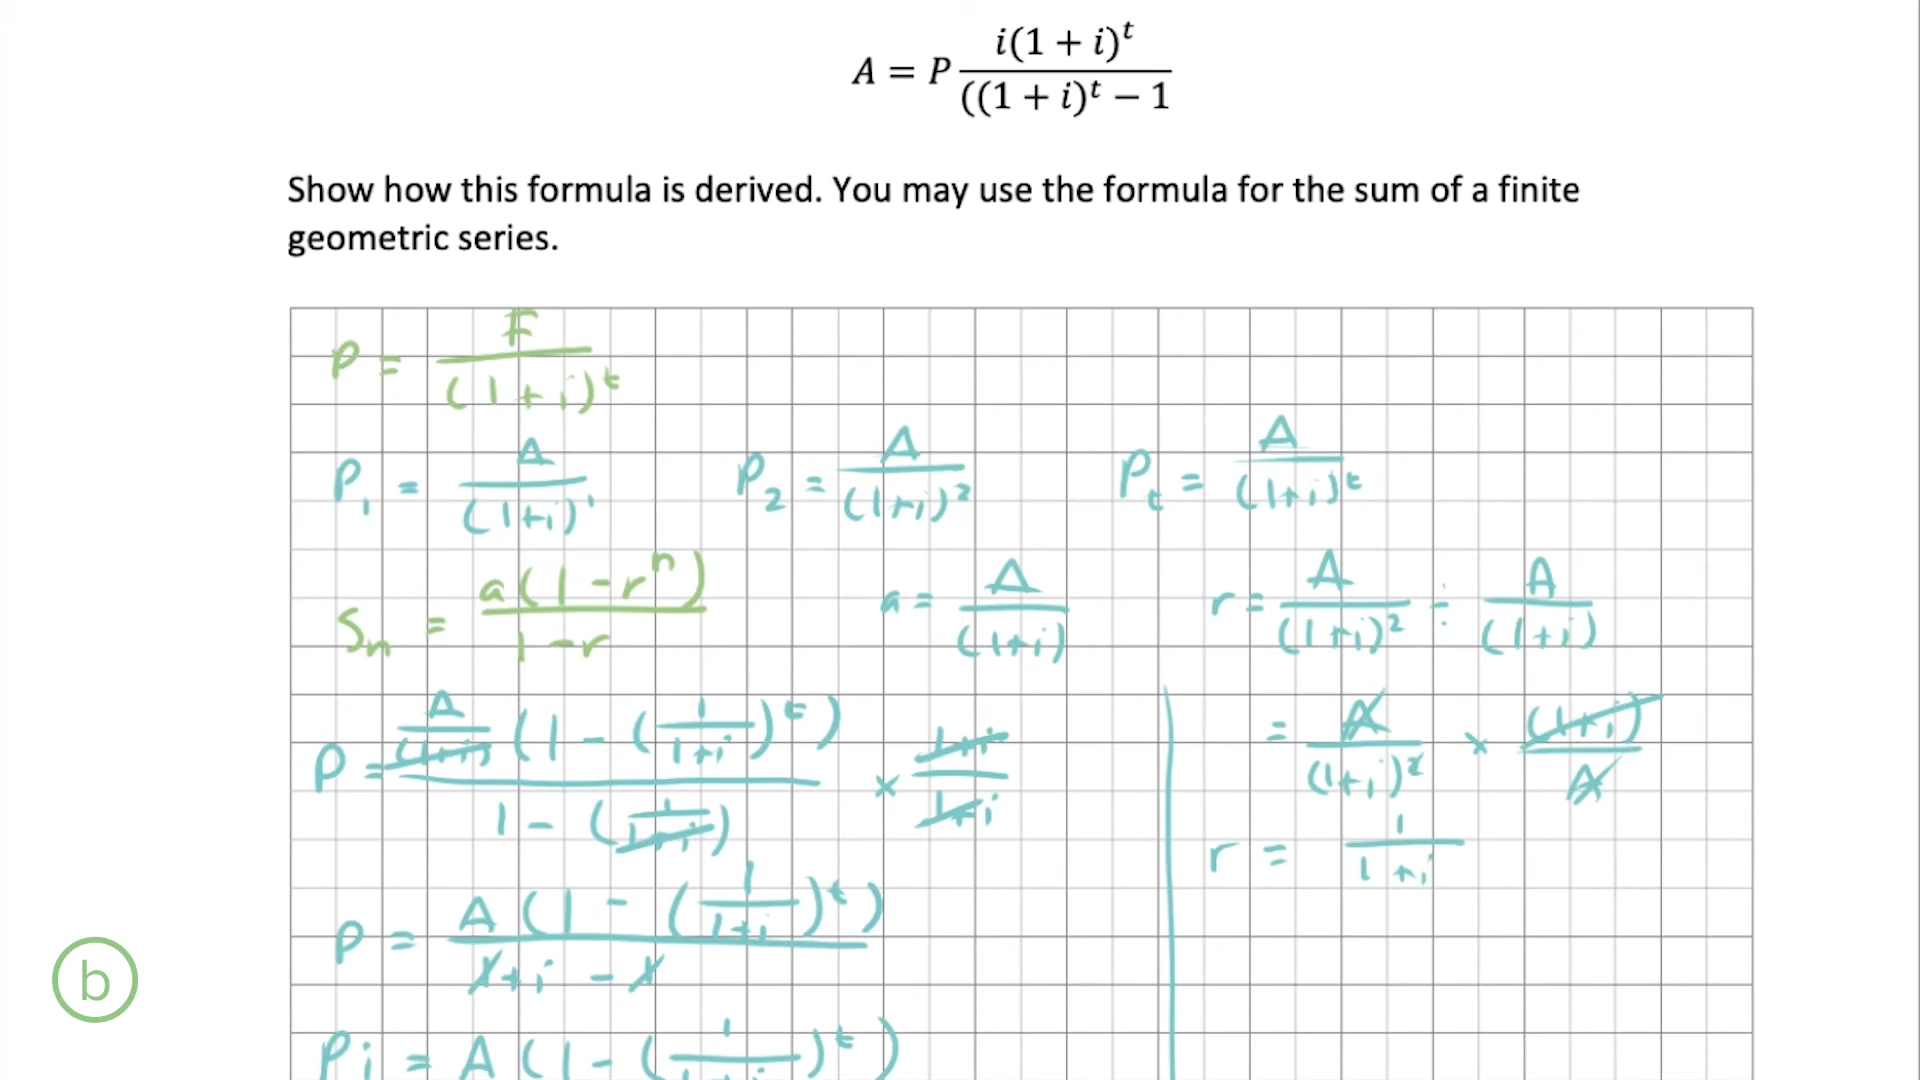 A = P i(1 + i)^t / ((1 + i)^t − 1
Show how this formula is derived. You may use the formula for the sum of a finite
geometric series.
P = F / (1+i)^t
P₁ = A / (1+i)^1 P₂ = A / (1+i)^2 P_t = A / (1+i)^t
S_n = a(1-r^n) / 1-r a = A / (1+i) r = A / (1+i)^2 ÷ A / (1+i)
P = A / (1+i) (1 - (1 / 1+i)^t) / 1 - (1 / 1+i) × 1+i / 1+i = A / (1+i)^2 × (1+i) / A
r = 1 / 1+i
P = A(1 - (1 / 1+i)^t) / 1+i - 1
b
Pi = A(1 - (1 / 1+i)^t)